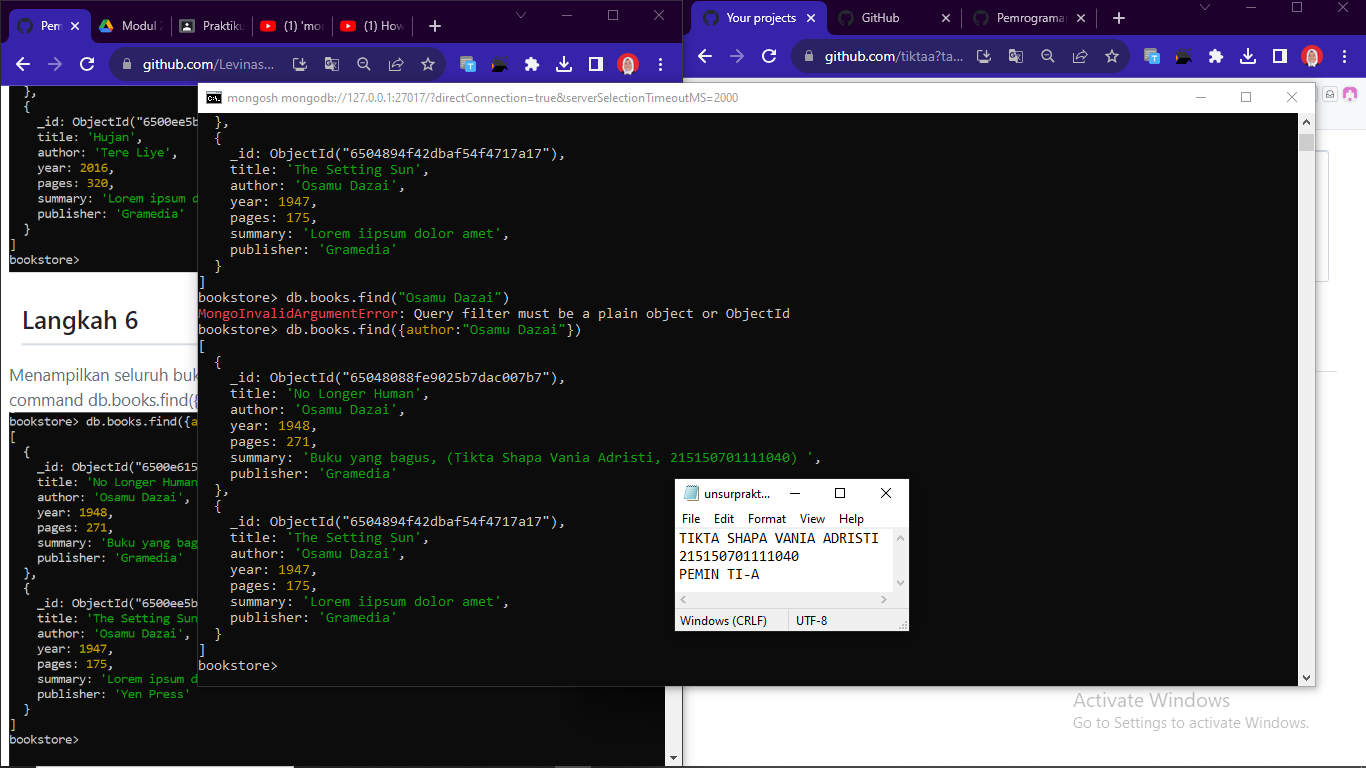 Pem
Modul
Praktiku
(1) 'mon
(1) How
github.com/Levinas...
Your projects
GitHub
Pemrograman
github.com/tiktaa?ta...
},
{
_id: ObjectId("6500ee5b
title: 'Hujan',
author: 'Tere Liye',
year: 2016,
pages: 320,
summary: 'Lorem ipsum d
publisher: 'Gramedia'
}
]
bookstore>
Langkah 6
Menampilkan seluruh buk
command db.books.find({
bookstore> db.books.find({a
[
{
_id: ObjectId("6500e615
title: 'No Longer Human
author: 'Osamu Dazai',
year: 1948,
pages: 271,
summary: 'Buku yang bag
publisher: 'Gramedia'
},
{
_id: ObjectId("6500ee5b
title: 'The Setting Sun
author: 'Osamu Dazai',
year: 1947,
pages: 175,
summary: 'Lorem ipsum d
publisher: 'Yen Press'
}
]
bookstore>
mongosh mongodb://127.0.0.1:27017/?directConnection=true&serverSelectionTimeoutMS=2000
},
{
_id: ObjectId("6504894f42dbaf54f4717a17"),
title: 'The Setting Sun',
author: 'Osamu Dazai',
year: 1947,
pages: 175,
summary: 'Lorem iipsum dolor amet',
publisher: 'Gramedia'
}
]
bookstore> db.books.find("Osamu Dazai")
MongoInvalidArgumentError: Query filter must be a plain object or ObjectId
bookstore> db.books.find({author:"Osamu Dazai"})
[
{
_id: ObjectId("65048088fe9025b7dac007b7"),
title: 'No Longer Human',
author: 'Osamu Dazai',
year: 1948,
pages: 271,
summary: 'Buku yang bagus, (Tikta Shapa Vania Adristi, 215150701111040) ',
publisher: 'Gramedia'
},
{
_id: ObjectId("6504894f42dbaf54f4717a17"),
title: 'The Setting Sun',
author: 'Osamu Dazai',
year: 1947,
pages: 175,
summary: 'Lorem iipsum dolor amet',
publisher: 'Gramedia'
}
]
bookstore>
unsurprakt...
File Edit Format View Help
TIKTA SHAPA VANIA ADRISTI
215150701111040
PEMIN TI-A
Windows (CRLF) UTF-8
Activate Windows
Go to Settings to activate Windows.